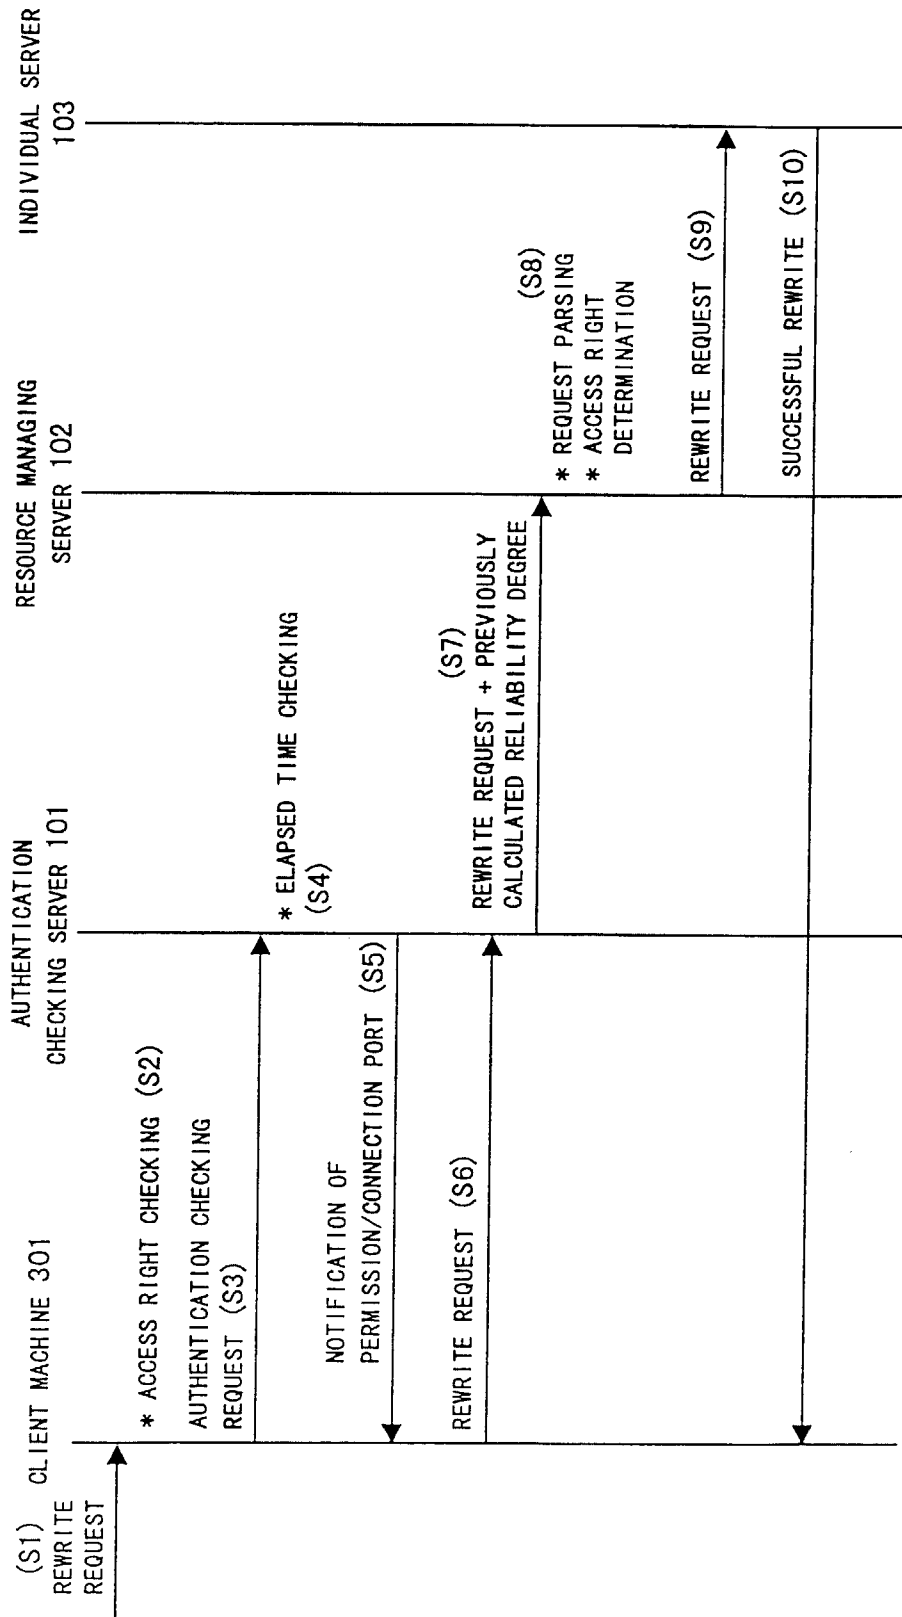 (S1)
REWRITE
REQUEST
CLIENT MACHINE 301
AUTHENTICATION
CHECKING SERVER 101
RESOURCE MANAGING
SERVER 102
INDIVIDUAL SERVER
103
* ACCESS RIGHT CHECKING (S2)
AUTHENTICATION CHECKING
REQUEST (S3)
* ELAPSED TIME CHECKING
(S4)
NOTIFICATION OF
PERMISSION/CONNECTION PORT (S5)
REWRITE REQUEST (S6)
(S7)
REWRITE REQUEST + PREVIOUSLY
CALCULATED RELIABILITY DEGREE
(S8)
* REQUEST PARSING
* ACCESS RIGHT
DETERMINATION
REWRITE REQUEST (S9)
SUCCESSFUL REWRITE (S10)